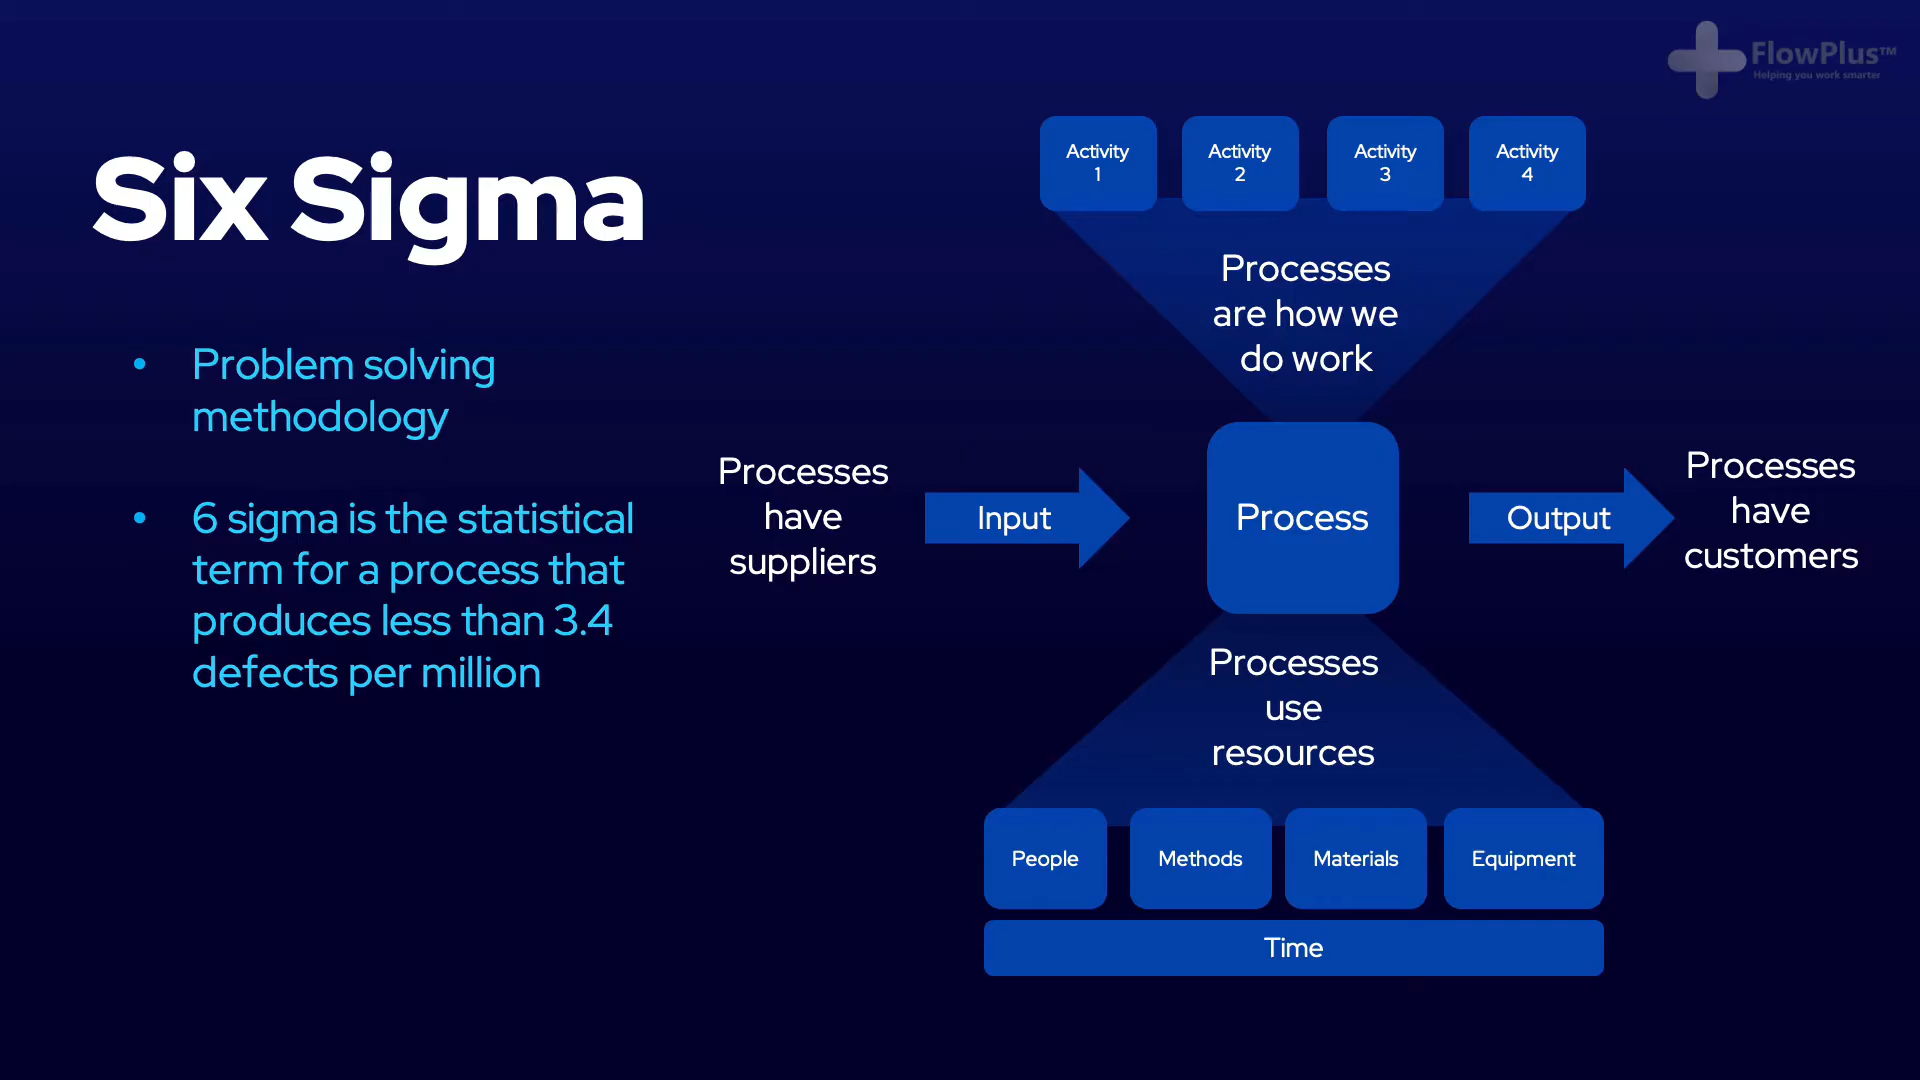 FlowPlus™
Helping you work smarter
Six Sigma
• Problem solving
methodology
• 6 sigma is the statistical
term for a process that
produces less than 3.4
defects per million
Activity
1
Activity
2
Activity
3
Activity
4
Processes
are how we
do work
Processes
have
suppliers
Input
Process
Output
Processes
have
customers
Processes
use
resources
People
Methods
Materials
Equipment
Time